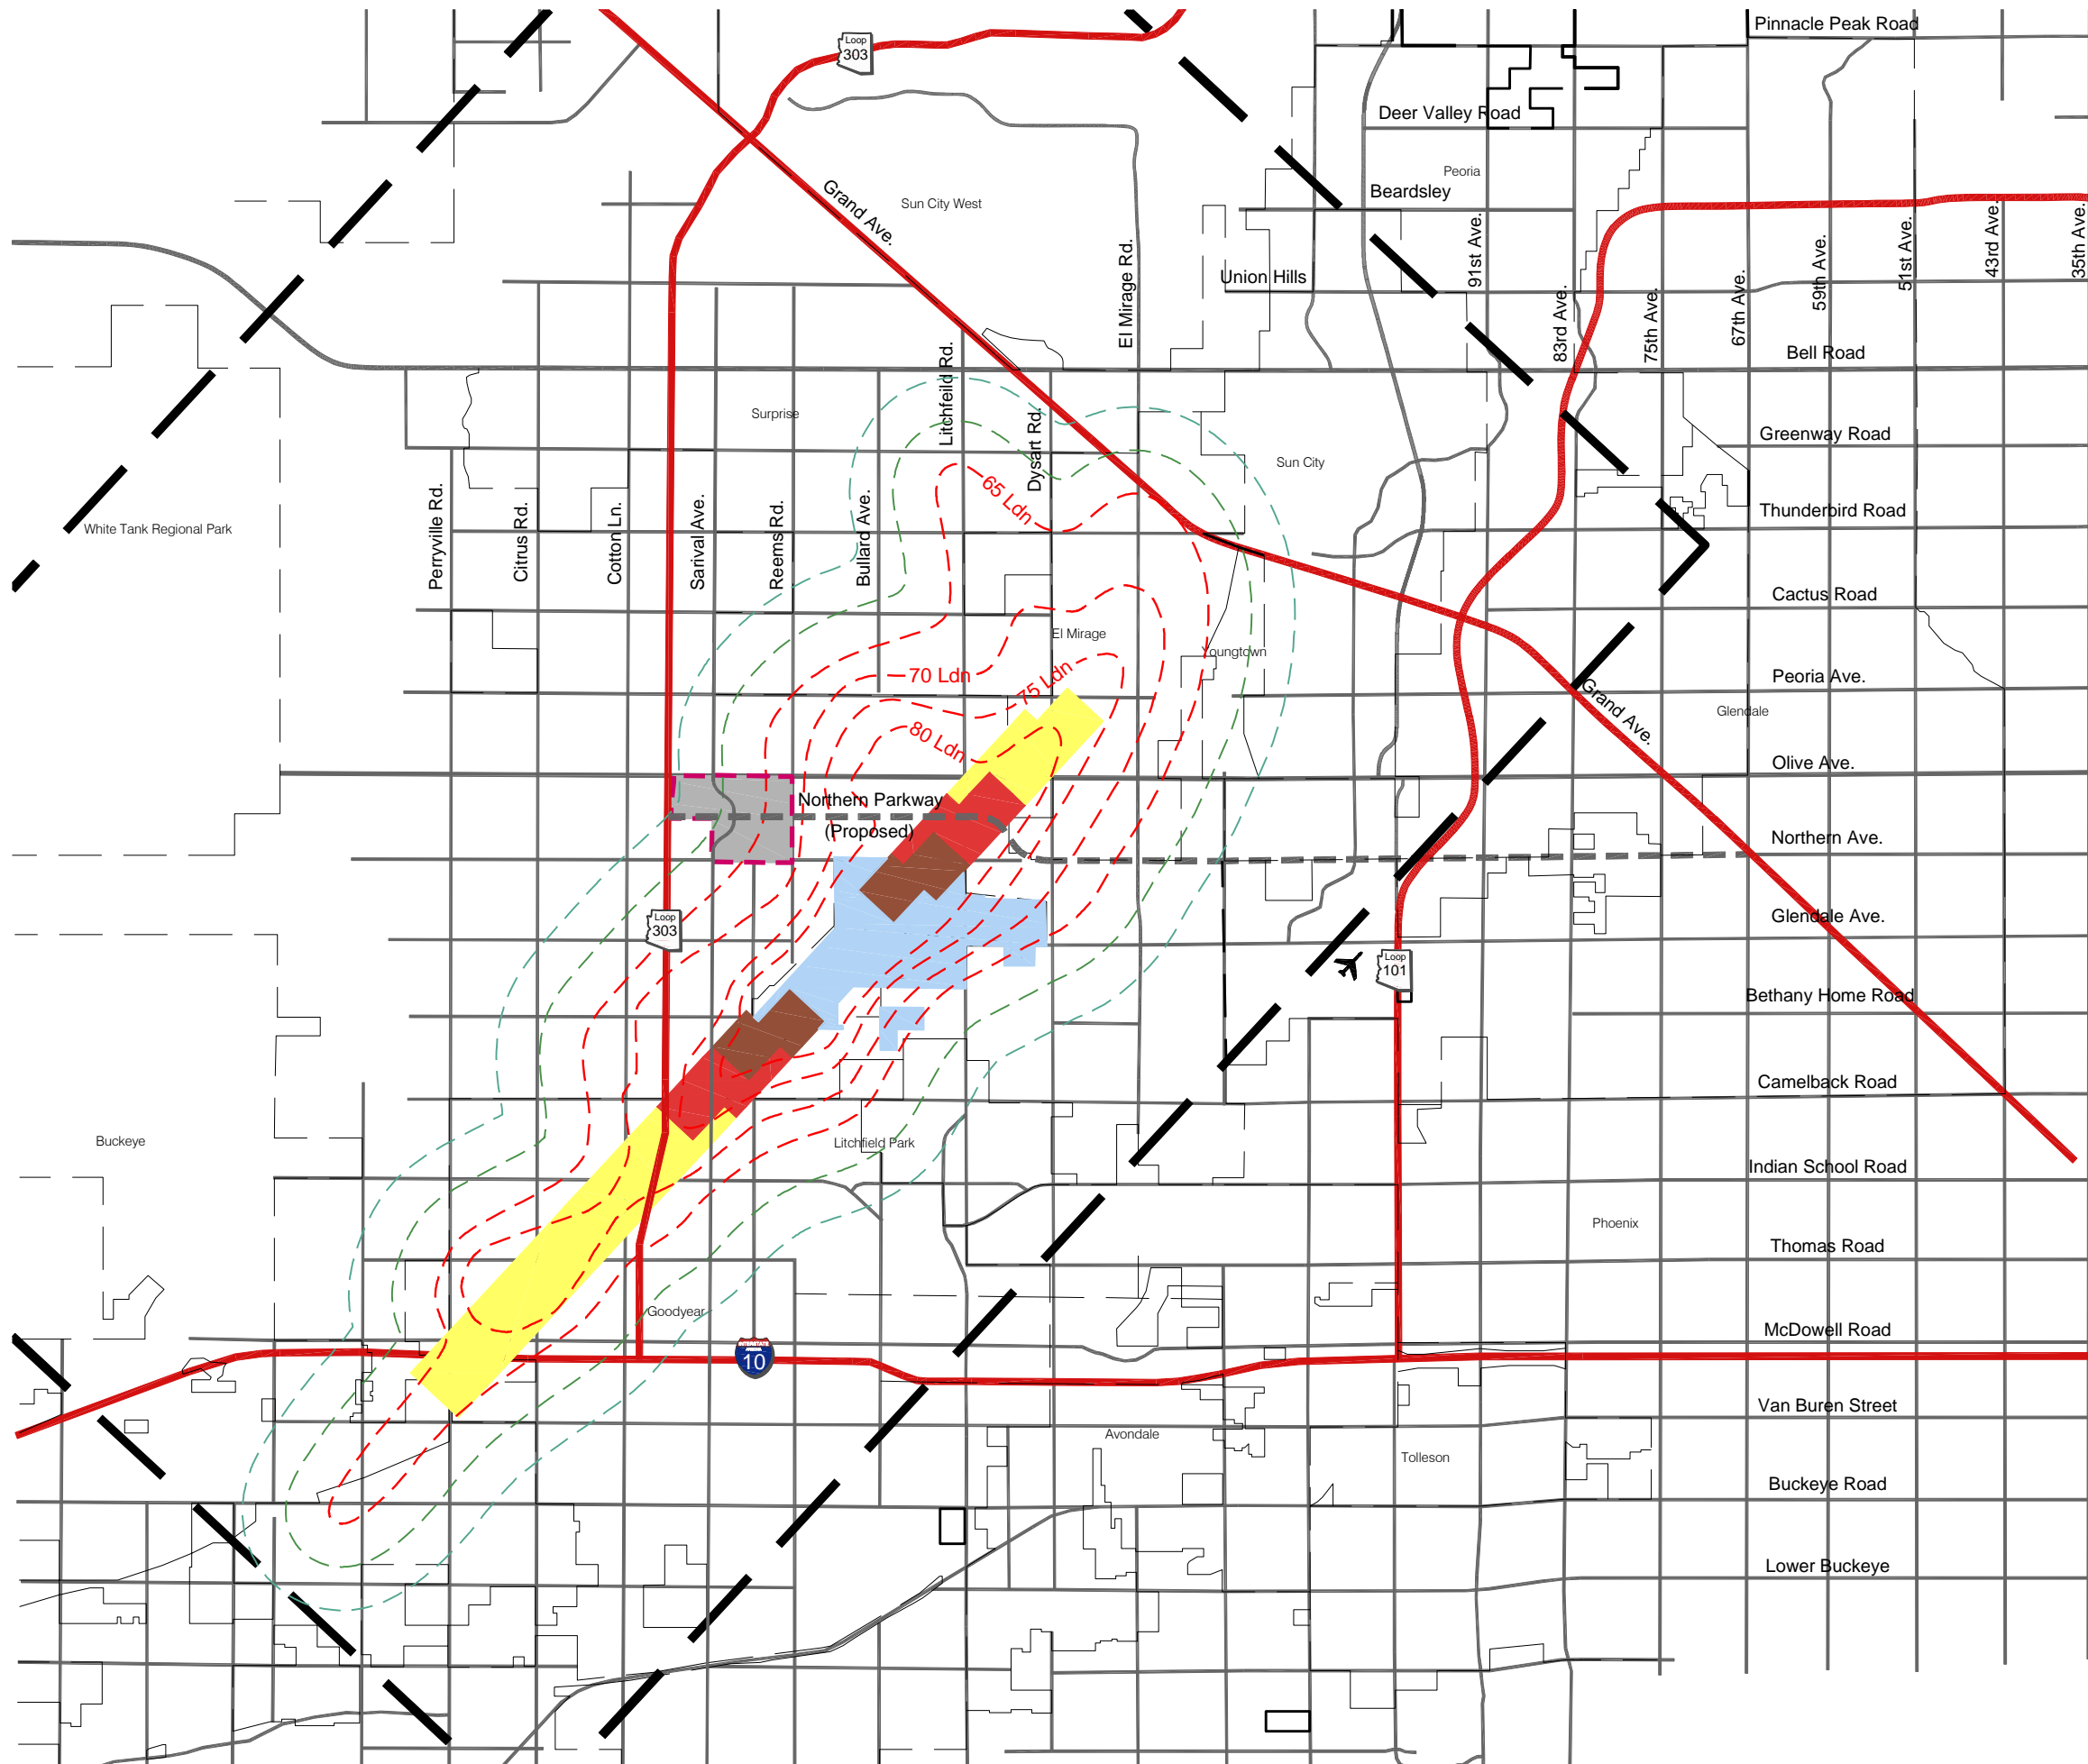 Pinnacle Peak Road
Loop
303
Deer Valley Road
Peoria
Beardsley
Sun City West
Grand Ave.
El Mirage Rd.
Union Hills
91st Ave.
83rd Ave.
75th Ave.
67th Ave.
59th Ave.
51st Ave.
43rd Ave.
35th Ave.
Bell Road
Litchfeild Rd.
Surprise
Dysart Rd.
Greenway Road
Sun City
65 Ldn
White Tank Regional Park
Perryville Rd.
Citrus Rd.
Cotton Ln.
Sarival Ave.
Reems Rd.
Bullard Ave.
Thunderbird Road
Cactus Road
El Mirage
Youngtown
70 Ldn
75 Ldn
Peoria Ave.
Grand Ave.
Glendale
80 Ldn
Olive Ave.
Northern Parkway
(Proposed)
Northern Ave.
Loop
303
Glendale Ave.
Loop
101
Bethany Home Road
Camelback Road
Buckeye
Litchfield Park
Indian School Road
Phoenix
Thomas Road
Goodyear
McDowell Road
10
Van Buren Street
Avondale
Tolleson
Buckeye Road
Lower Buckeye